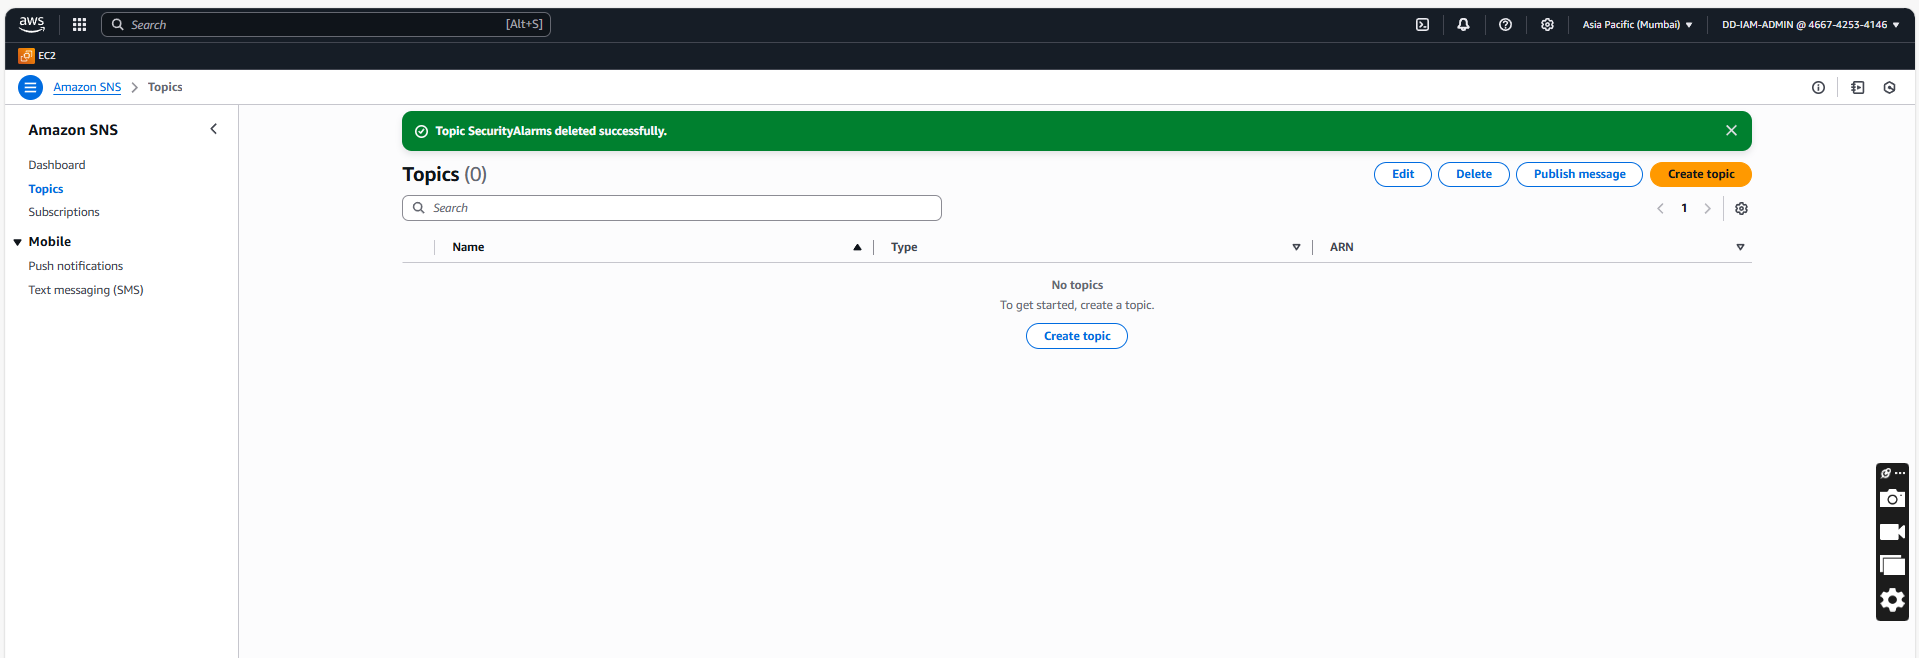 aws
Search
[Alt+S]
Asia Pacific (Mumbai)
DD-IAM-ADMIN @ 4667-4253-4146
EC2
Amazon SNS
Topics
Amazon SNS
Dashboard
Topics
Subscriptions
Mobile
Push notifications
Text messaging (SMS)
Topic SecurityAlarms deleted successfully.
Topics (0)
Edit
Delete
Publish message
Create topic
Search
1
Name
Type
ARN
No topics
To get started, create a topic.
Create topic